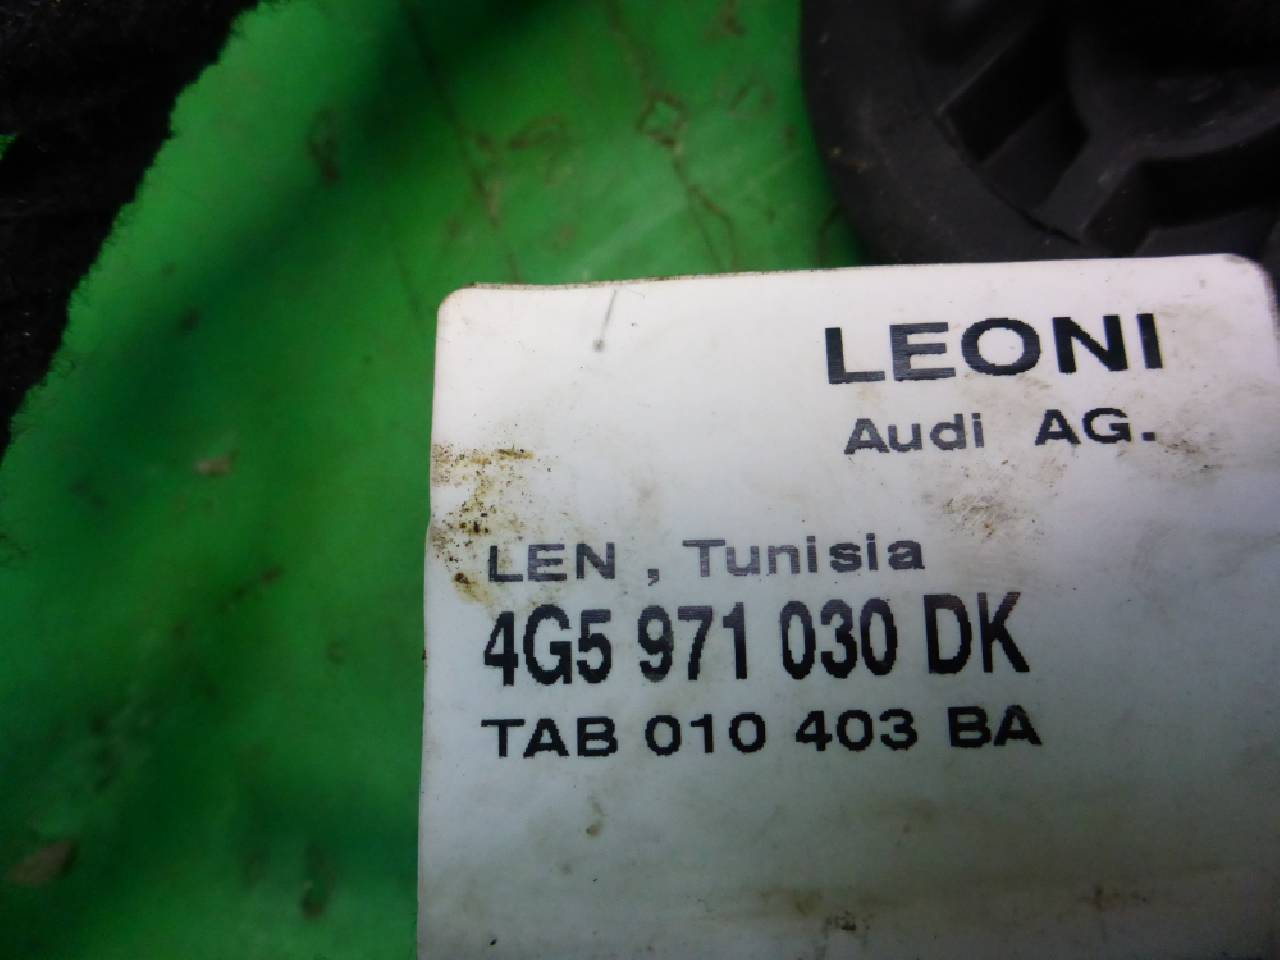 LEONI
Audi AG.
LEN , Tunisia
4G5 971 030 DK
TAB 010 403 BA